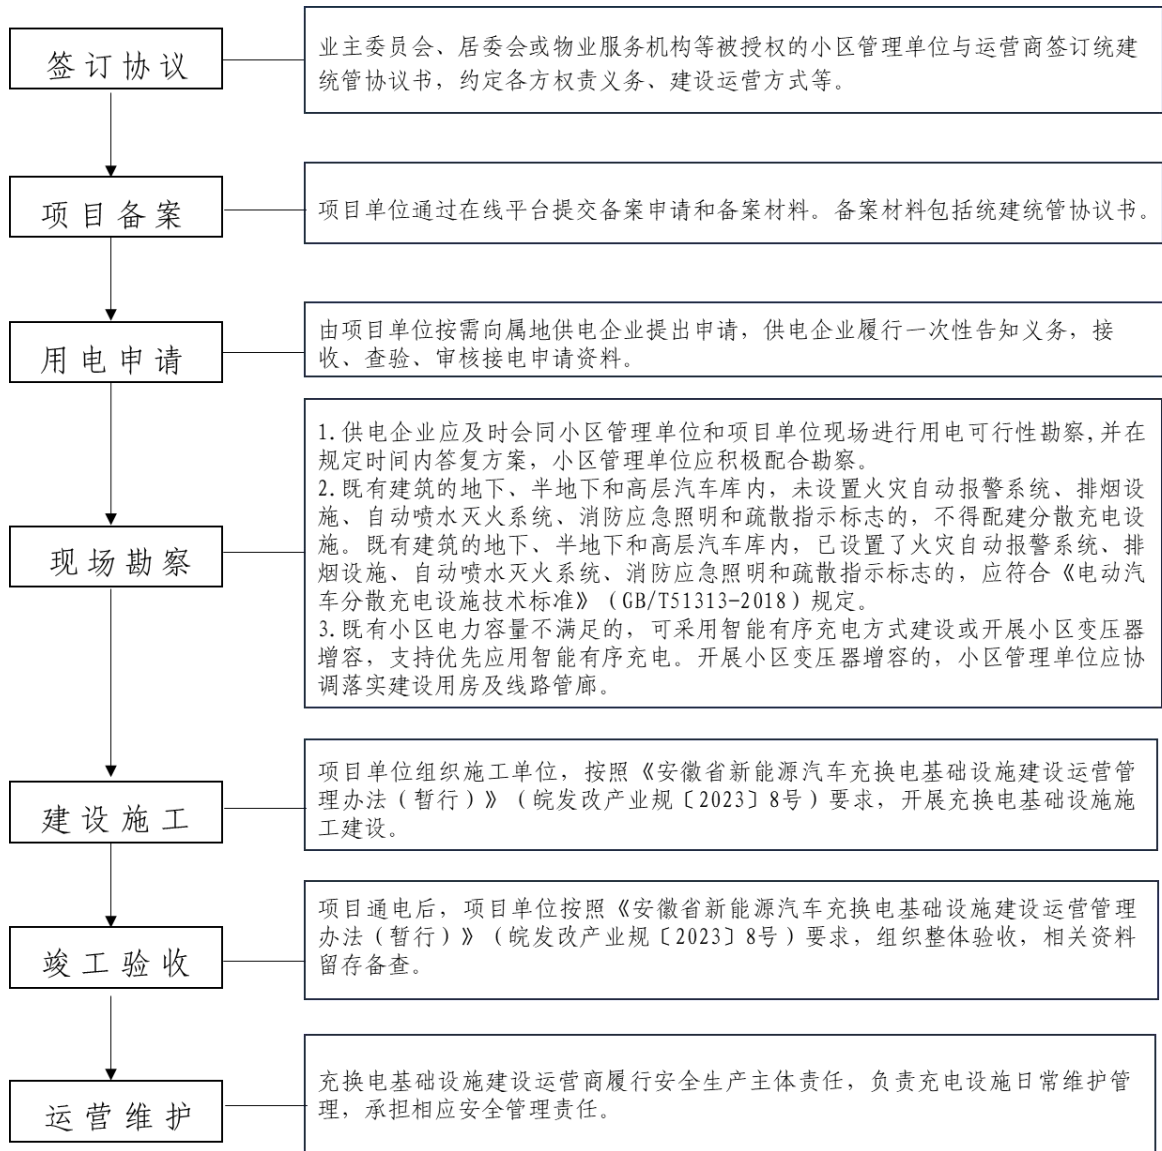 签订协议
业主委员会、居委会或物业服务机构等被授权的小区管理单位与运营商签订统建
统管协议书，约定各方权责义务、建设运营方式等。
项目备案
项目单位通过在线平台提交备案申请和备案材料。备案材料包括统建统管协议书。
用电申请
由项目单位按需向属地供电企业提出申请，供电企业履行一次性告知义务，接
收、查验、审核接电申请资料。
现场勘察
1.供电企业应及时会同小区管理单位和项目单位现场进行用电可行性勘察,并在
规定时间内答复方案，小区管理单位应积极配合勘察。
2.既有建筑的地下、半地下和高层汽车库内，未设置火灾自动报警系统、排烟设
施、自动喷水灭火系统、消防应急照明和疏散指示标志的，不得配建分散充电设
施。既有建筑的地下、半地下和高层汽车库内，已设置了火灾自动报警系统、排
烟设施、自动喷水灭火系统、消防应急照明和疏散指示标志的，应符合《电动汽
车分散充电设施技术标准》（GB/T51313-2018）规定。
3.既有小区电力容量不满足的，可采用智能有序充电方式建设或开展小区变压器
增容，支持优先应用智能有序充电。开展小区变压器增容的，小区管理单位应协
调落实建设用房及线路管廊。
建设施工
项目单位组织施工单位，按照《安徽省新能源汽车充换电基础设施建设运营管
理办法（暂行）》（皖发改产业规〔2023〕8号）要求，开展充换电基础设施施
工建设。
竣工验收
项目通电后，项目单位按照《安徽省新能源汽车充换电基础设施建设运营管理
办法（暂行）》（皖发改产业规〔2023〕8号）要求，组织整体验收，相关资料
留存备查。
运营维护
充换电基础设施建设运营商履行安全生产主体责任，负责充电设施日常维护管
理，承担相应安全管理责任。